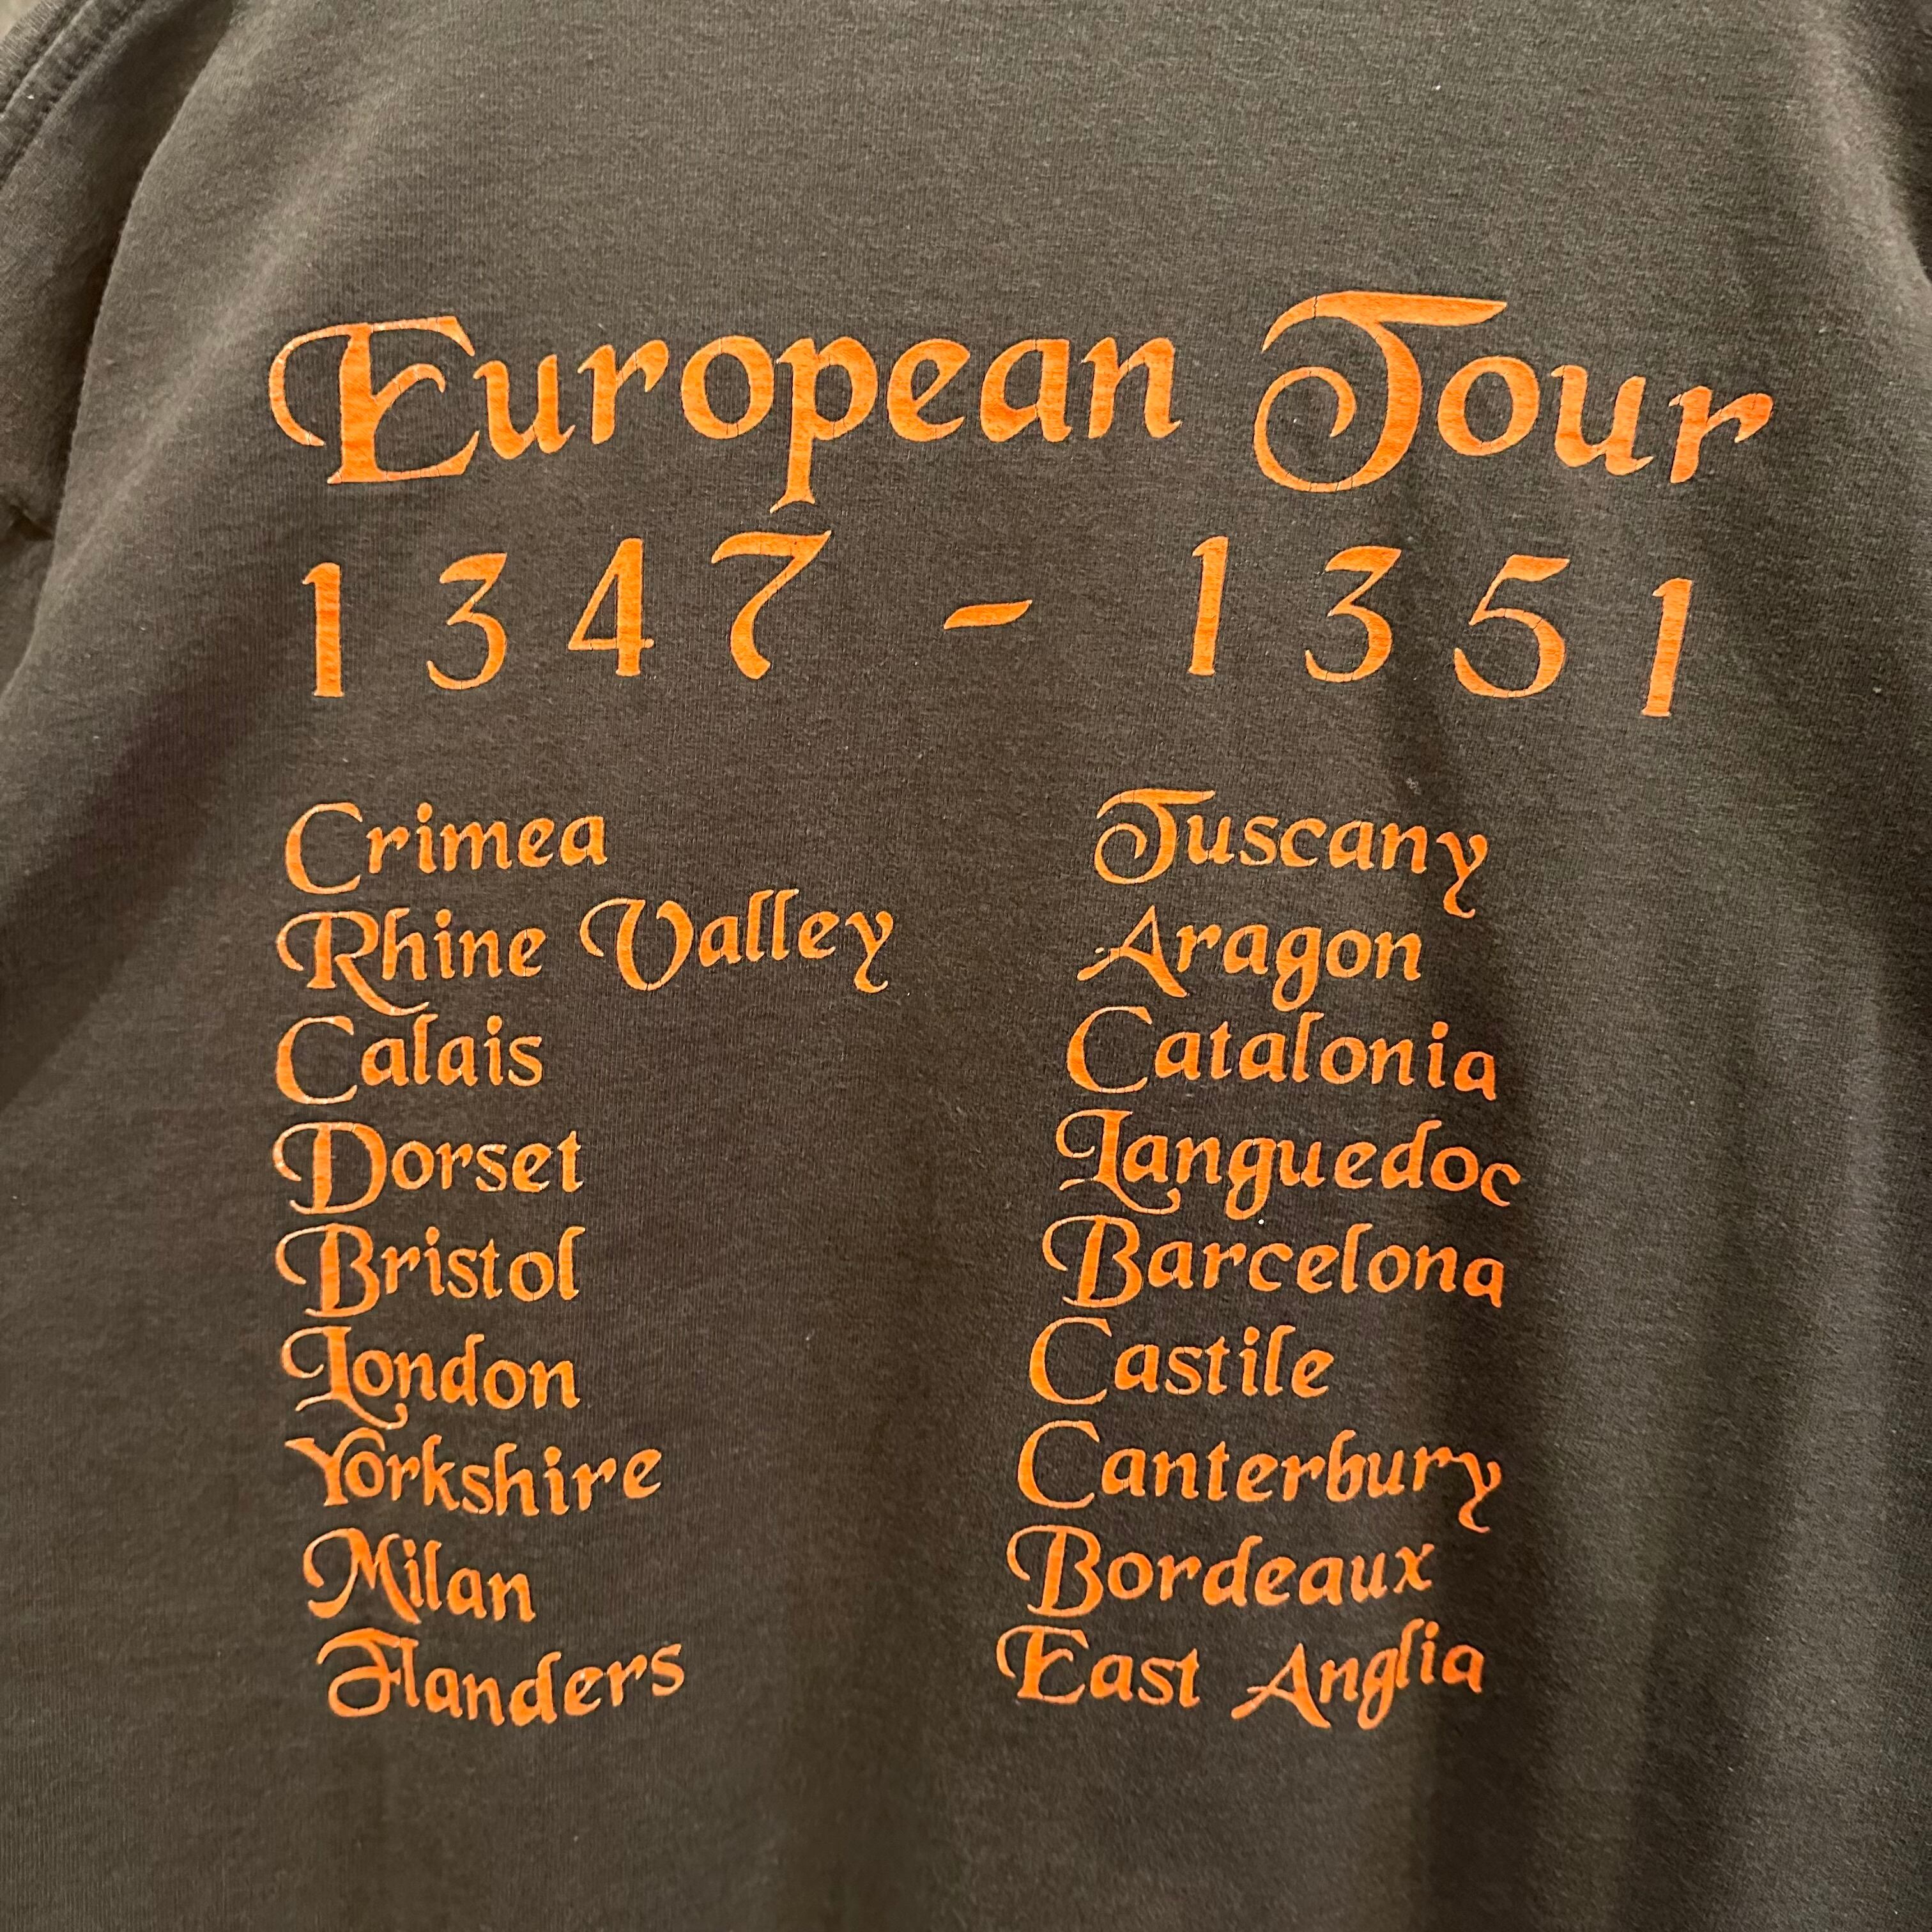 European Tour
1347 - 1351
Crimea
Rhine Valley
Calais
Dorset
Bristol
London
Yorkshire
Milan
Flanders
Tuscany
Aragon
Catalonia
Languedoc
Barcelona
Castile
Canterbury
Bordeaux
East Anglia